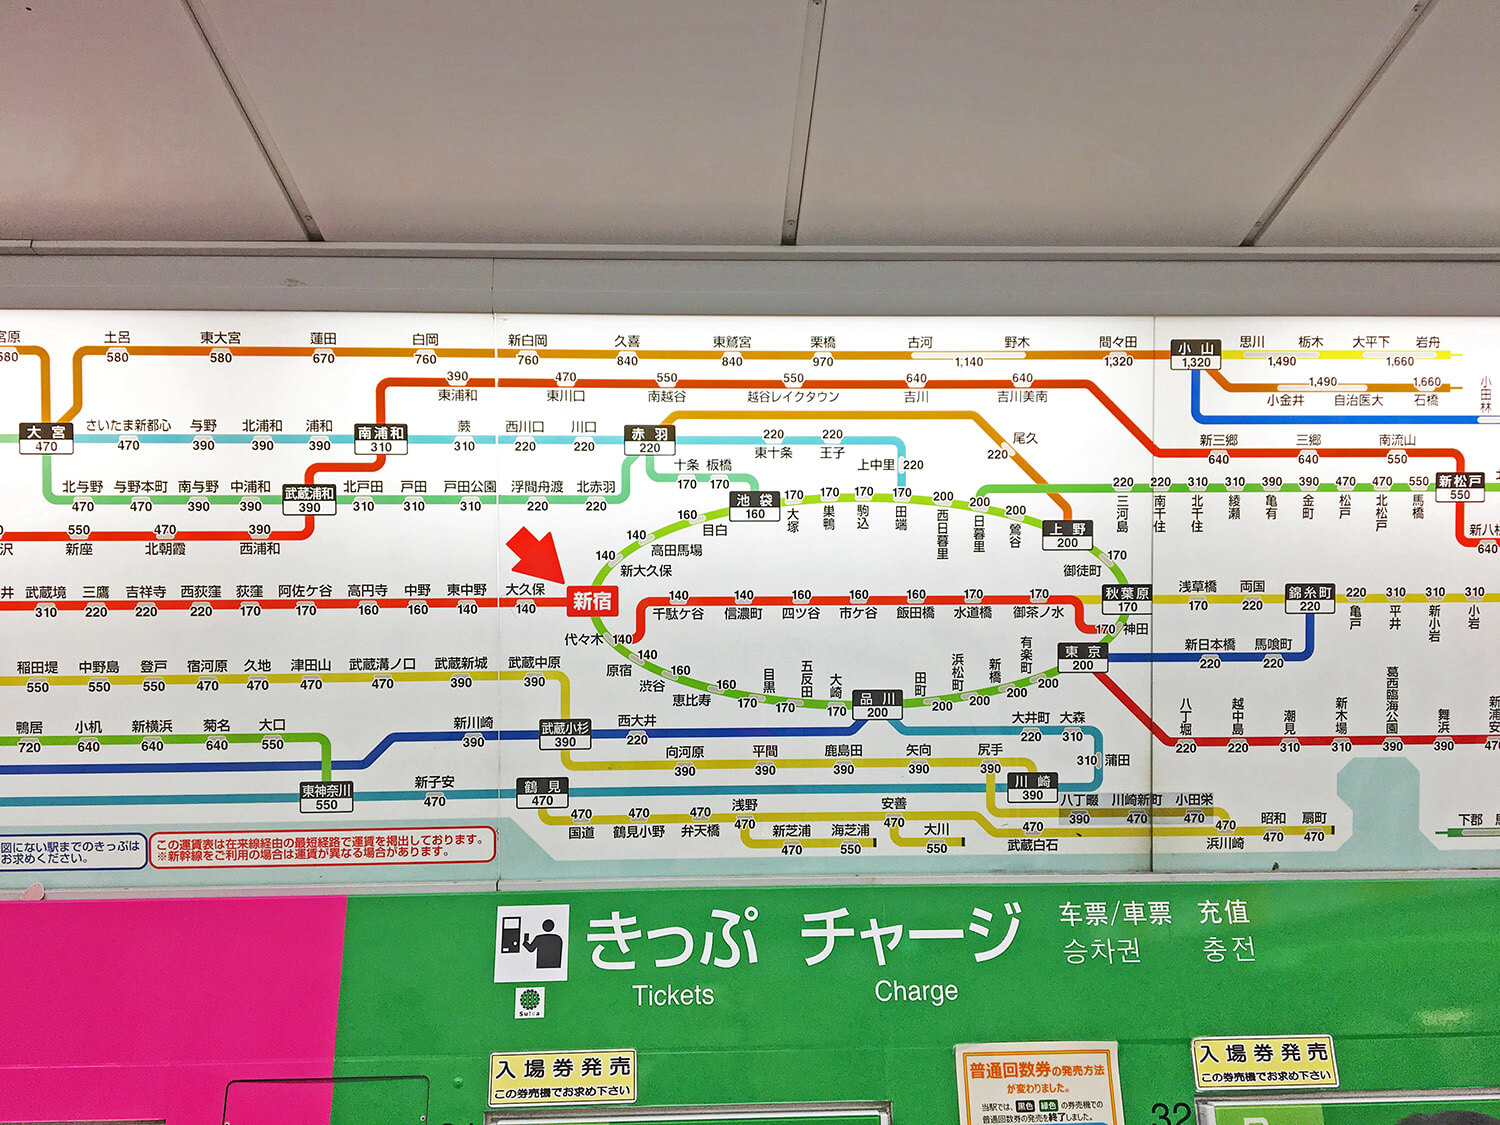 宮原 土呂 東大宮 蓮田 白岡 新白岡 久喜 東鷲宮 栗橋 古河 野木 間々田 小山 思川 栃木 大平下 岩舟
580 580 580 670 760 760 840 840 970 1,140 1,320 1,320 1,490 1,660
390 470 550 550 640 640 1,490 1,660
東浦和 東川口 南越谷 越谷レイクタウン 吉川 吉川美南 小金井 自治医大 石橋
小田林
大宮 さいたま新都心 与野 北浦和 浦和 南浦和 蕨 西川口 川口 赤羽 220 220 尾久
470 470 390 390 390 310 310 220 220 220 東十条 王子 220
新三郷 三郷 南流山
640 640 550
十条 板橋 上中里 220
170 170
北与野 与野本町 南与野 中浦和 武蔵浦和 北戸田 戸田 戸田公園 浮間舟渡 北赤羽 池袋
470 470 390 390 390 310 310 310 220 220 160
170 170 170 170 200 200 200
大塚 巣鴨 駒込 田端 西日暮里 日暮里 鶯谷 上野
200
220 220 310 310 390 390 470 470 550 新松戸
三河島 南千住 北千住 綾瀬 亀有 金町 松戸 北松戸 馬橋 550
新座 北朝霞 西浦和
550 470 390
新八柱
640
160 目白
140 高田馬場
140 新大久保
170 御徒町
武蔵境 三鷹 吉祥寺 西荻窪 荻窪 阿佐ケ谷 高円寺 中野 東中野 大久保 新宿
310 220 220 220 170 170 160 160 140 140
140 140 160 160 160 170 170
千駄ケ谷 信濃町 四ツ谷 市ケ谷 飯田橋 水道橋 御茶ノ水
秋葉原 浅草橋 両国 錦糸町 220 310 310 310
170 170 220 220 亀戸 平井 新小岩 小岩
170 神田
代々木 140
東京 新日本橋 馬喰町
200 220 220
140 160 160 170 170 170 品川 200 200 200 200
原宿 渋谷 恵比寿 目黒 五反田 大崎 200 田町 浜松町 新橋 有楽町
稲田堤 中野島 登戸 宿河原 久地 津田山 武蔵溝ノ口 武蔵新城 武蔵中原
550 550 550 470 470 470 470 390 390
八丁堀 越中島 潮見 新木場 葛西臨海公園 舞浜 新浦安
220 220 310 310 390 390 470
鴨居 小机 新横浜 菊名 大口 新川崎 武蔵小杉 西大井 大井町 大森
720 640 640 640 550 390 390 220 220 310
向河原 平間 鹿島田 矢向 尻手 310 蒲田
390 390 390 390 390
東神奈川 新子安 鶴見 川崎
550 470 470 390
470 470 470 浅野 安善 八丁畷 川崎新町 小田栄
国道 鶴見小野 弁天橋 470 470 390 470 470
新芝浦 海芝浦 大川 470 470 昭和 扇町
470 550 550 武蔵白石 浜川崎 470 470
下郡
図にない駅までのきっぷは
お求めください。
この運賃表は在来線経由の最短経路で運賃を掲出しております。
※新幹線をご利用の場合は運賃が異なる場合があります。
きっぷ チャージ 车票/車票 充值
승차권 충전
Tickets Charge
Suica
入場券発売
この券売機でお求め下さい
普通回数券の発売方法
が変わりました。
当駅では、黒色 緑色 の券売機での
普通回数券の発売を終了しました。
入場券発売
この券売機でお求め下さい
32